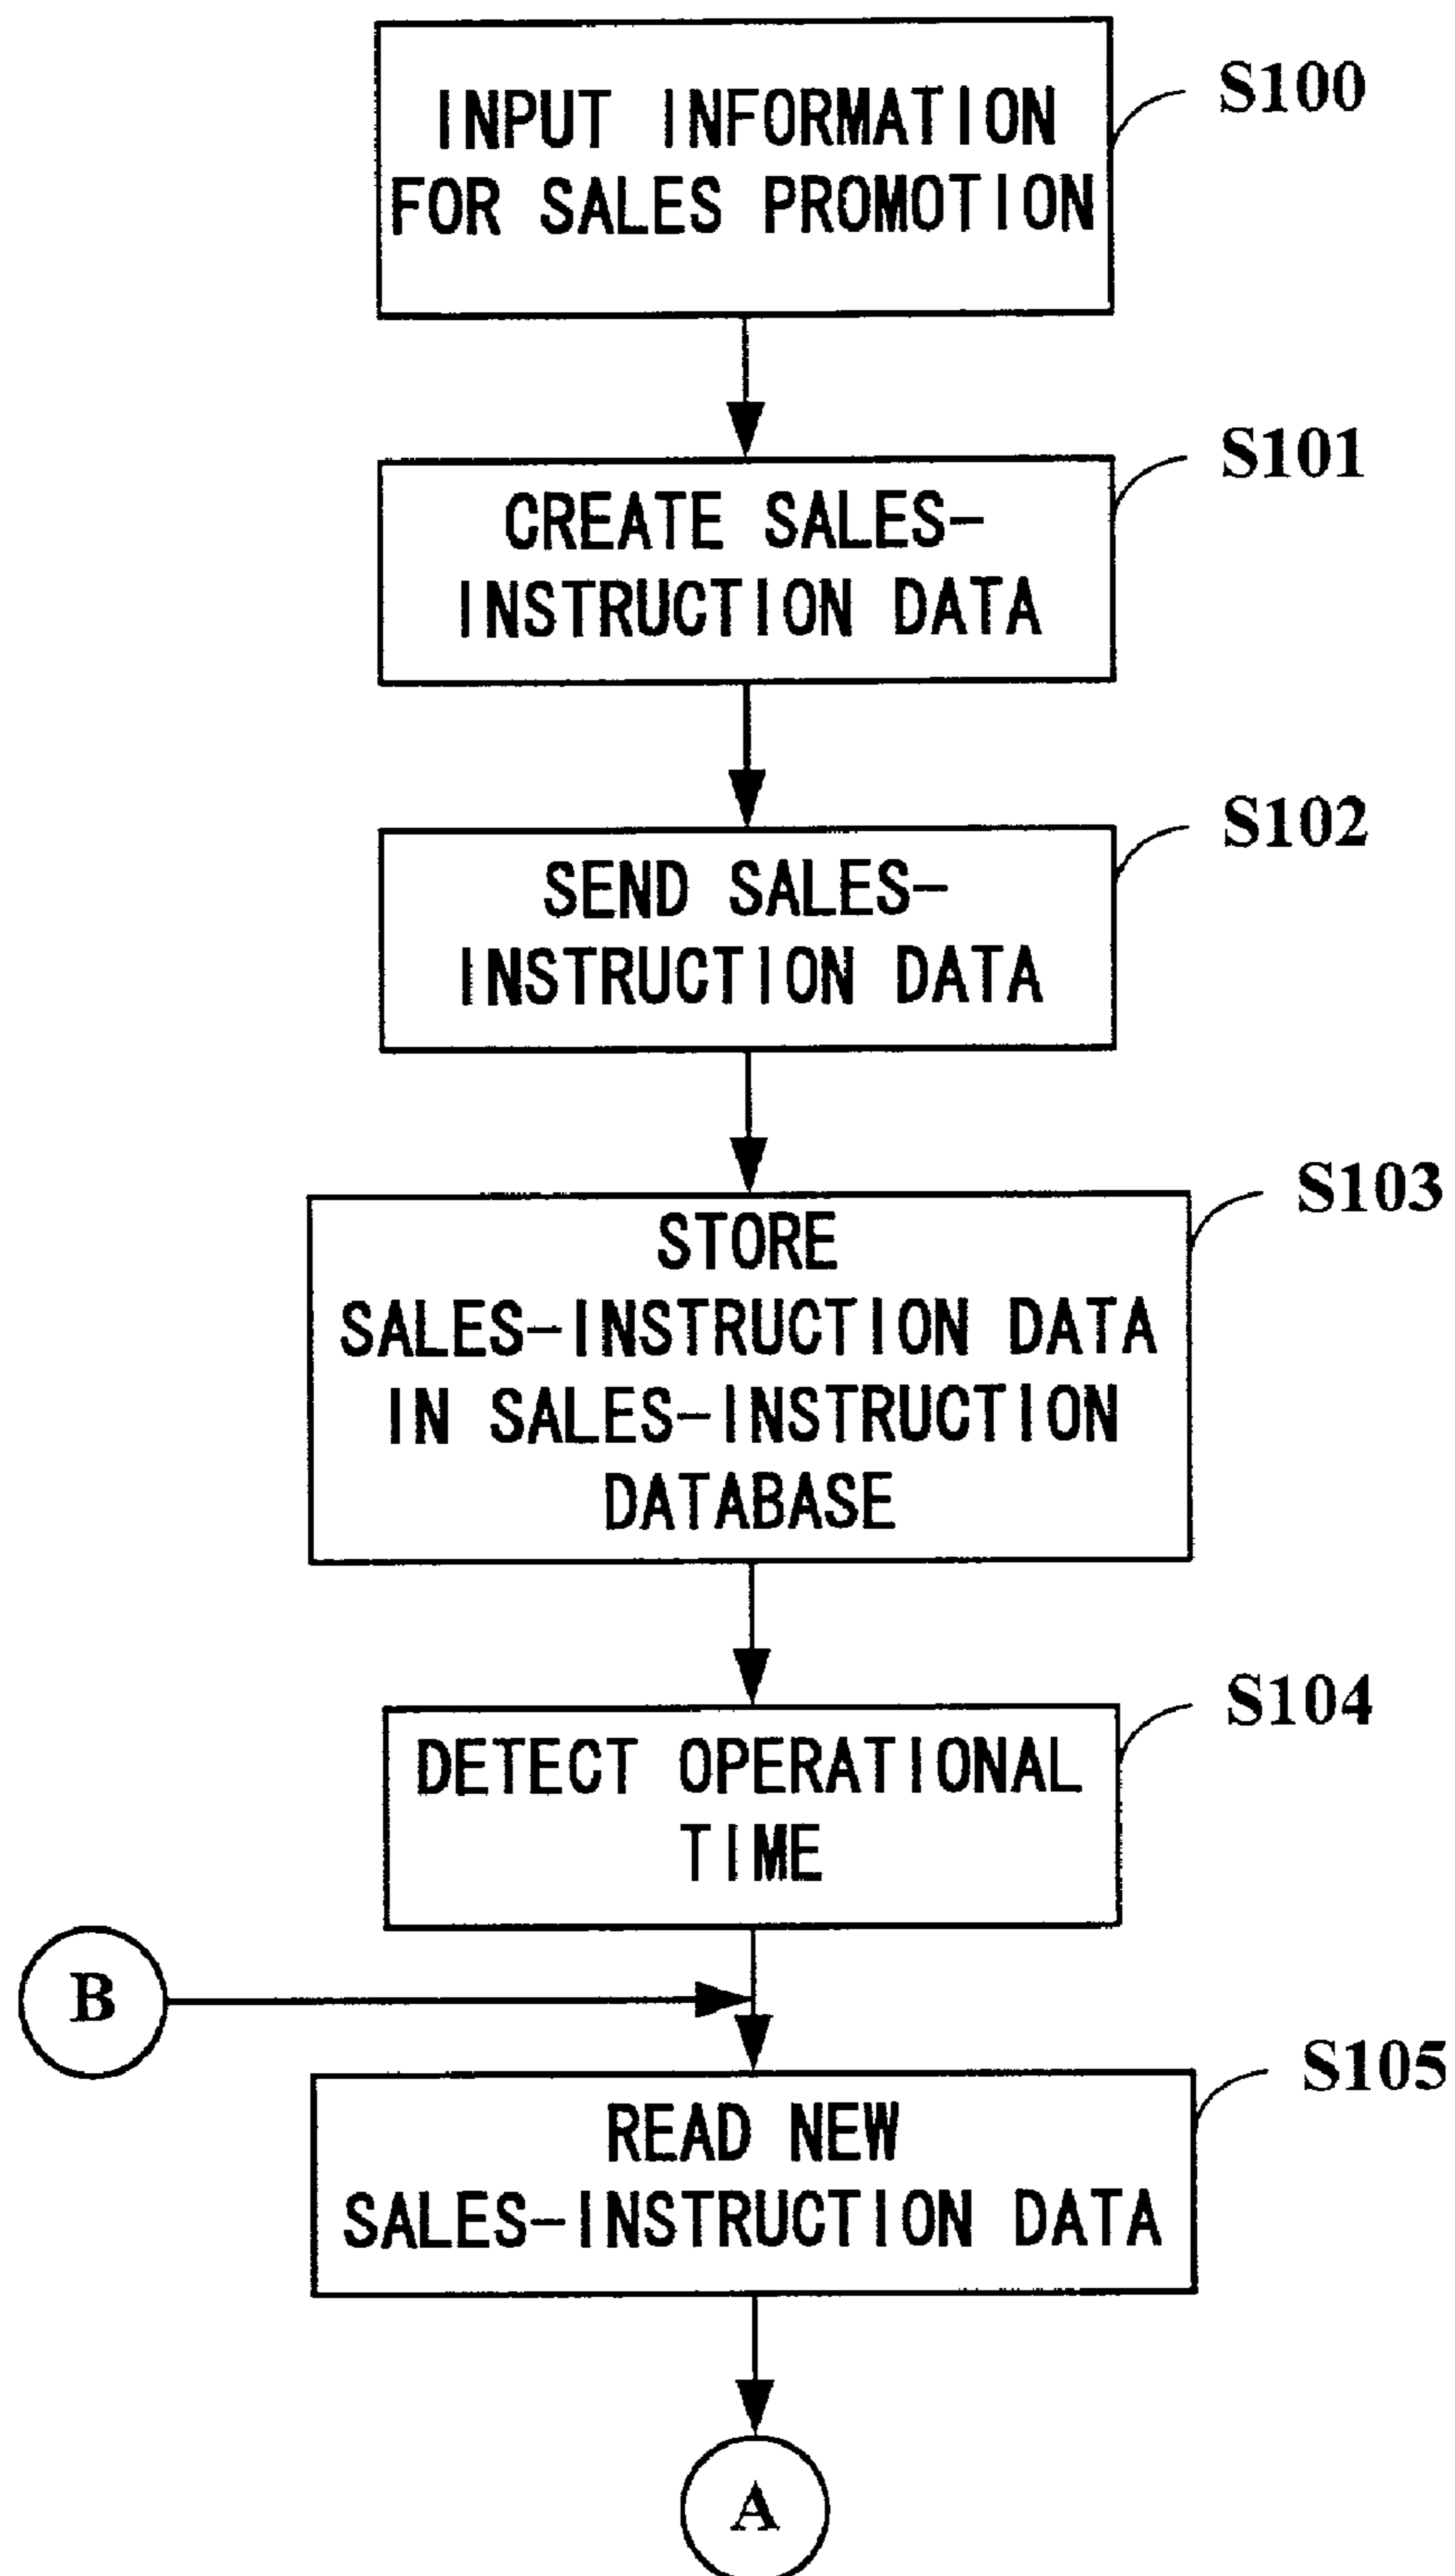 INPUT INFORMATION
FOR SALES PROMOTION
S100
CREATE SALES-
INSTRUCTION DATA
S101
SEND SALES-
INSTRUCTION DATA
S102
STORE
SALES-INSTRUCTION DATA
IN SALES-INSTRUCTION
DATABASE
S103
DETECT OPERATIONAL
TIME
S104
B
READ NEW
SALES-INSTRUCTION DATA
S105
A